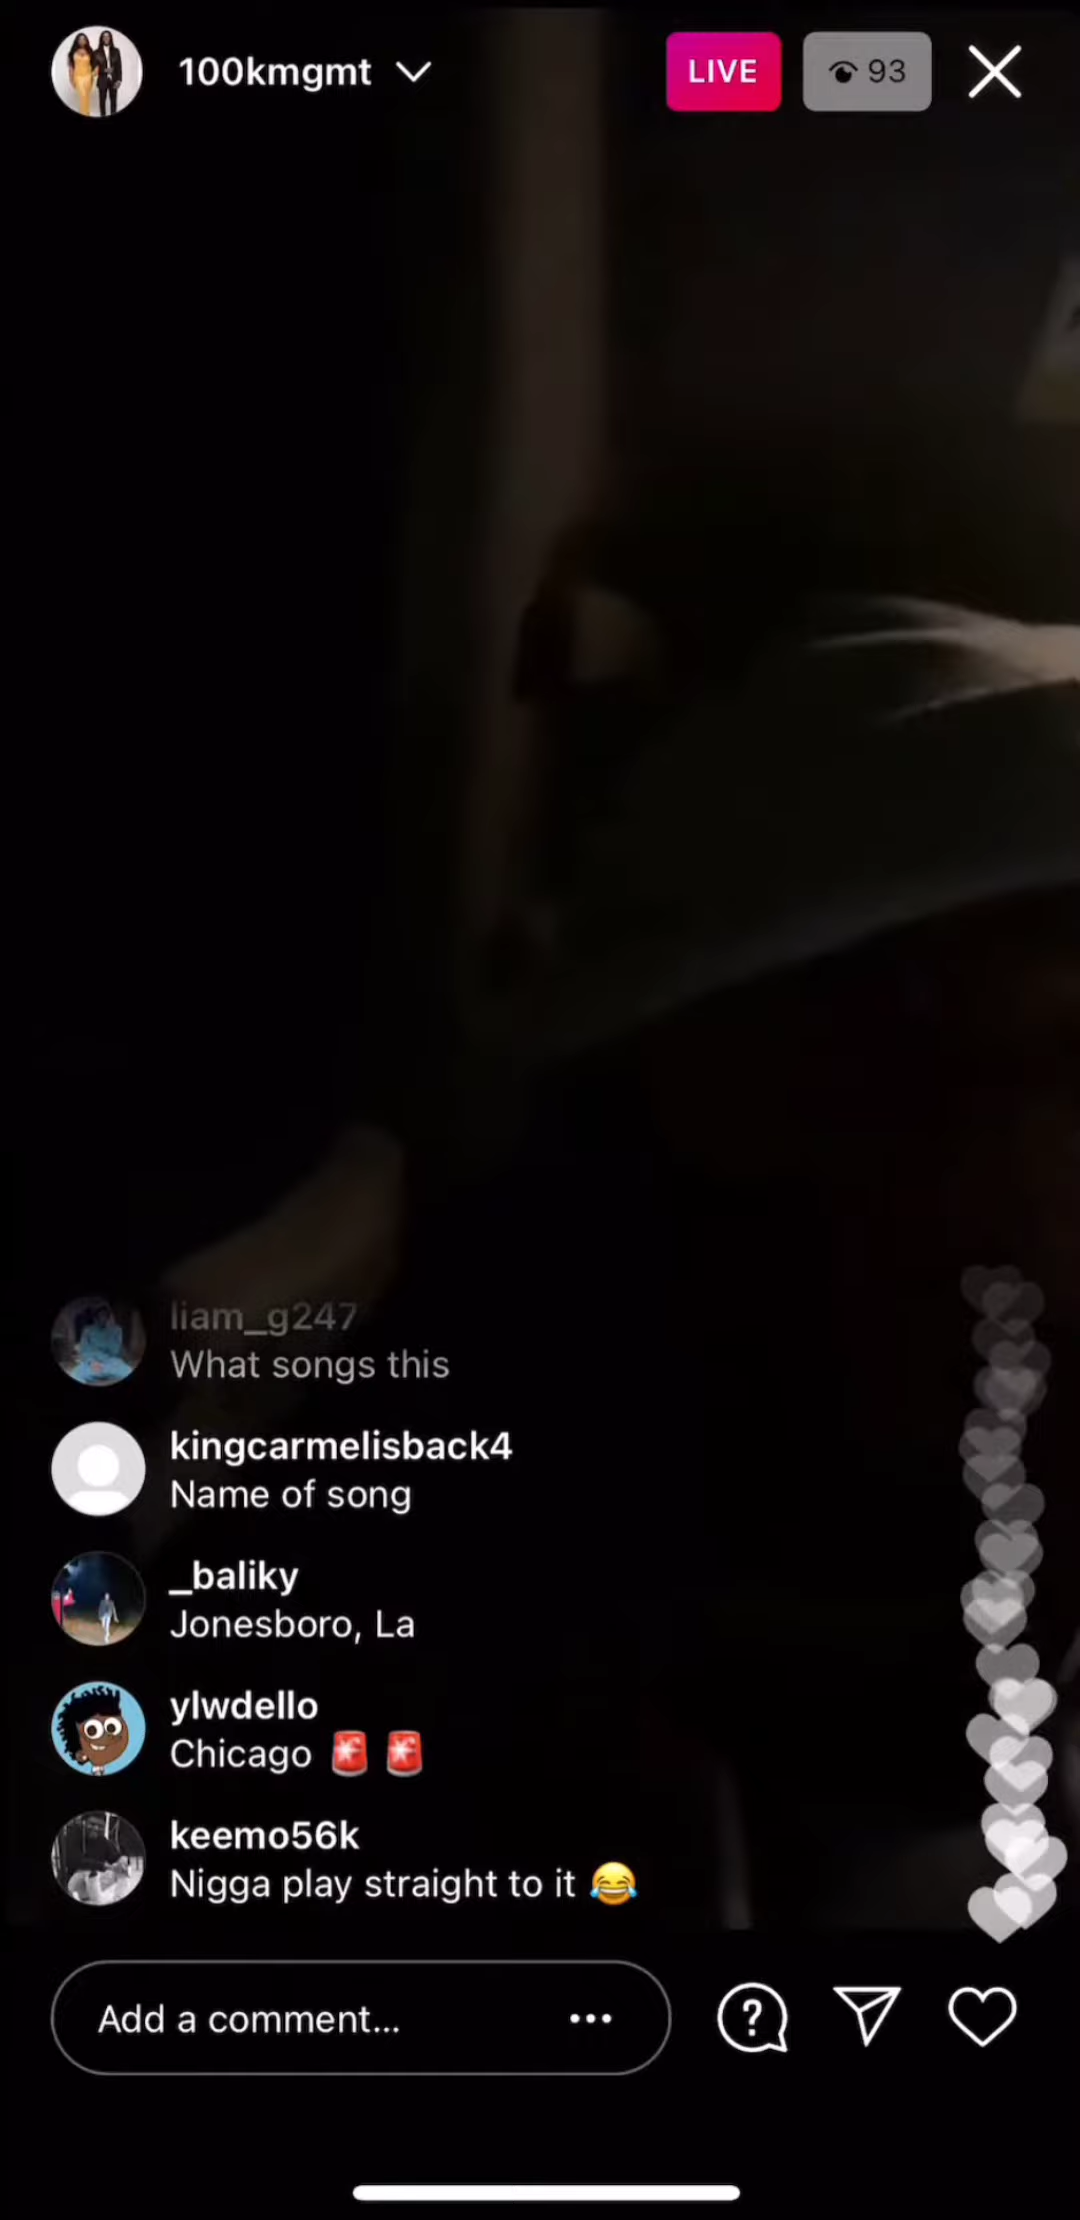 100kmgmt
LIVE
93
liam_g247
What songs this
kingcarmelisback4
Name of song
_baliky
Jonesboro, La
ylwdello
Chicago 🚨 🚨
keemo56k
Nigga play straight to it 😂
Add a comment...